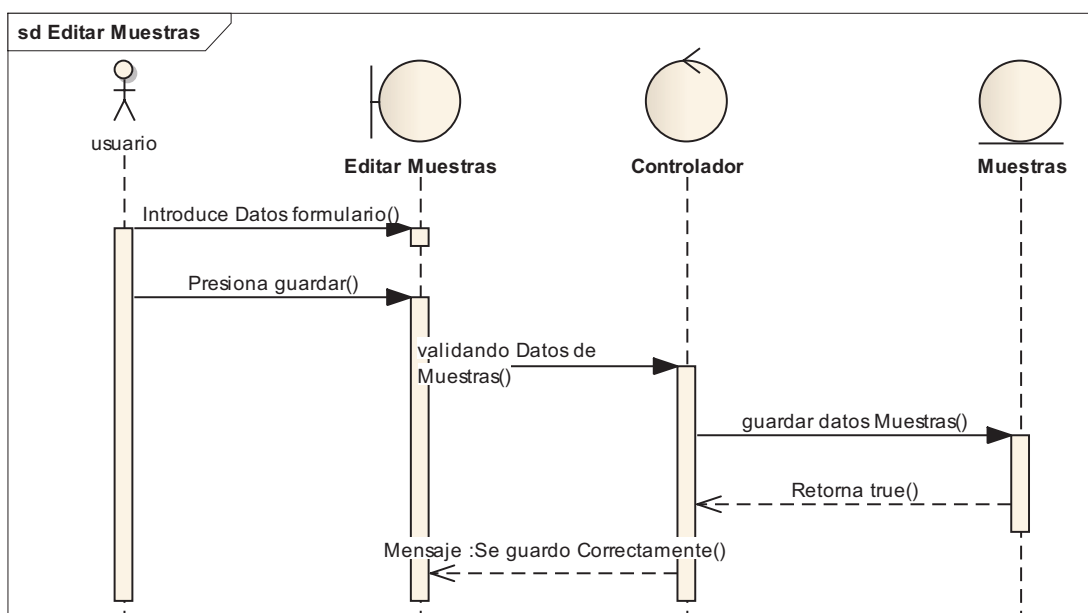 sd Editar Muestras
usuario
Editar Muestras
Controlador
Muestras
Introduce Datos formulario()
Presiona guardar()
validando Datos de
Muestras()
guardar datos Muestras()
Retorna true()
Mensaje :Se guardo Correctamente()